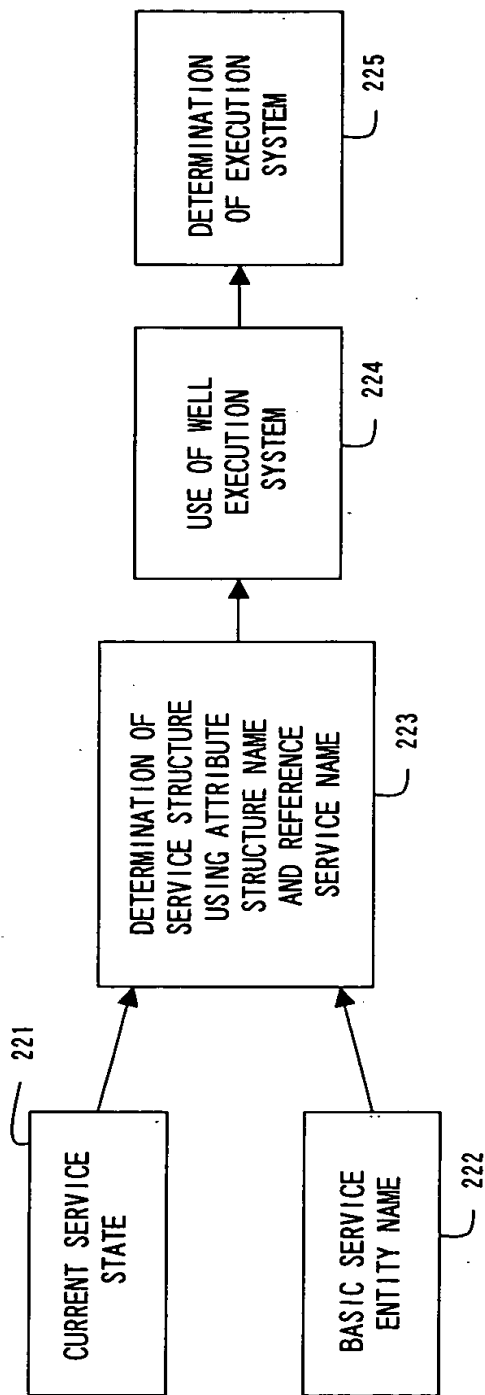 CURRENT SERVICE
STATE
221
BASIC SERVICE
ENTITY NAME
222
DETERMINATION OF
SERVICE STRUCTURE
USING ATTRIBUTE
STRUCTURE NAME
AND REFERENCE
SERVICE NAME
223
USE OF WELL
EXECUTION
SYSTEM
224
DETERMINATION
OF EXECUTION
SYSTEM
225